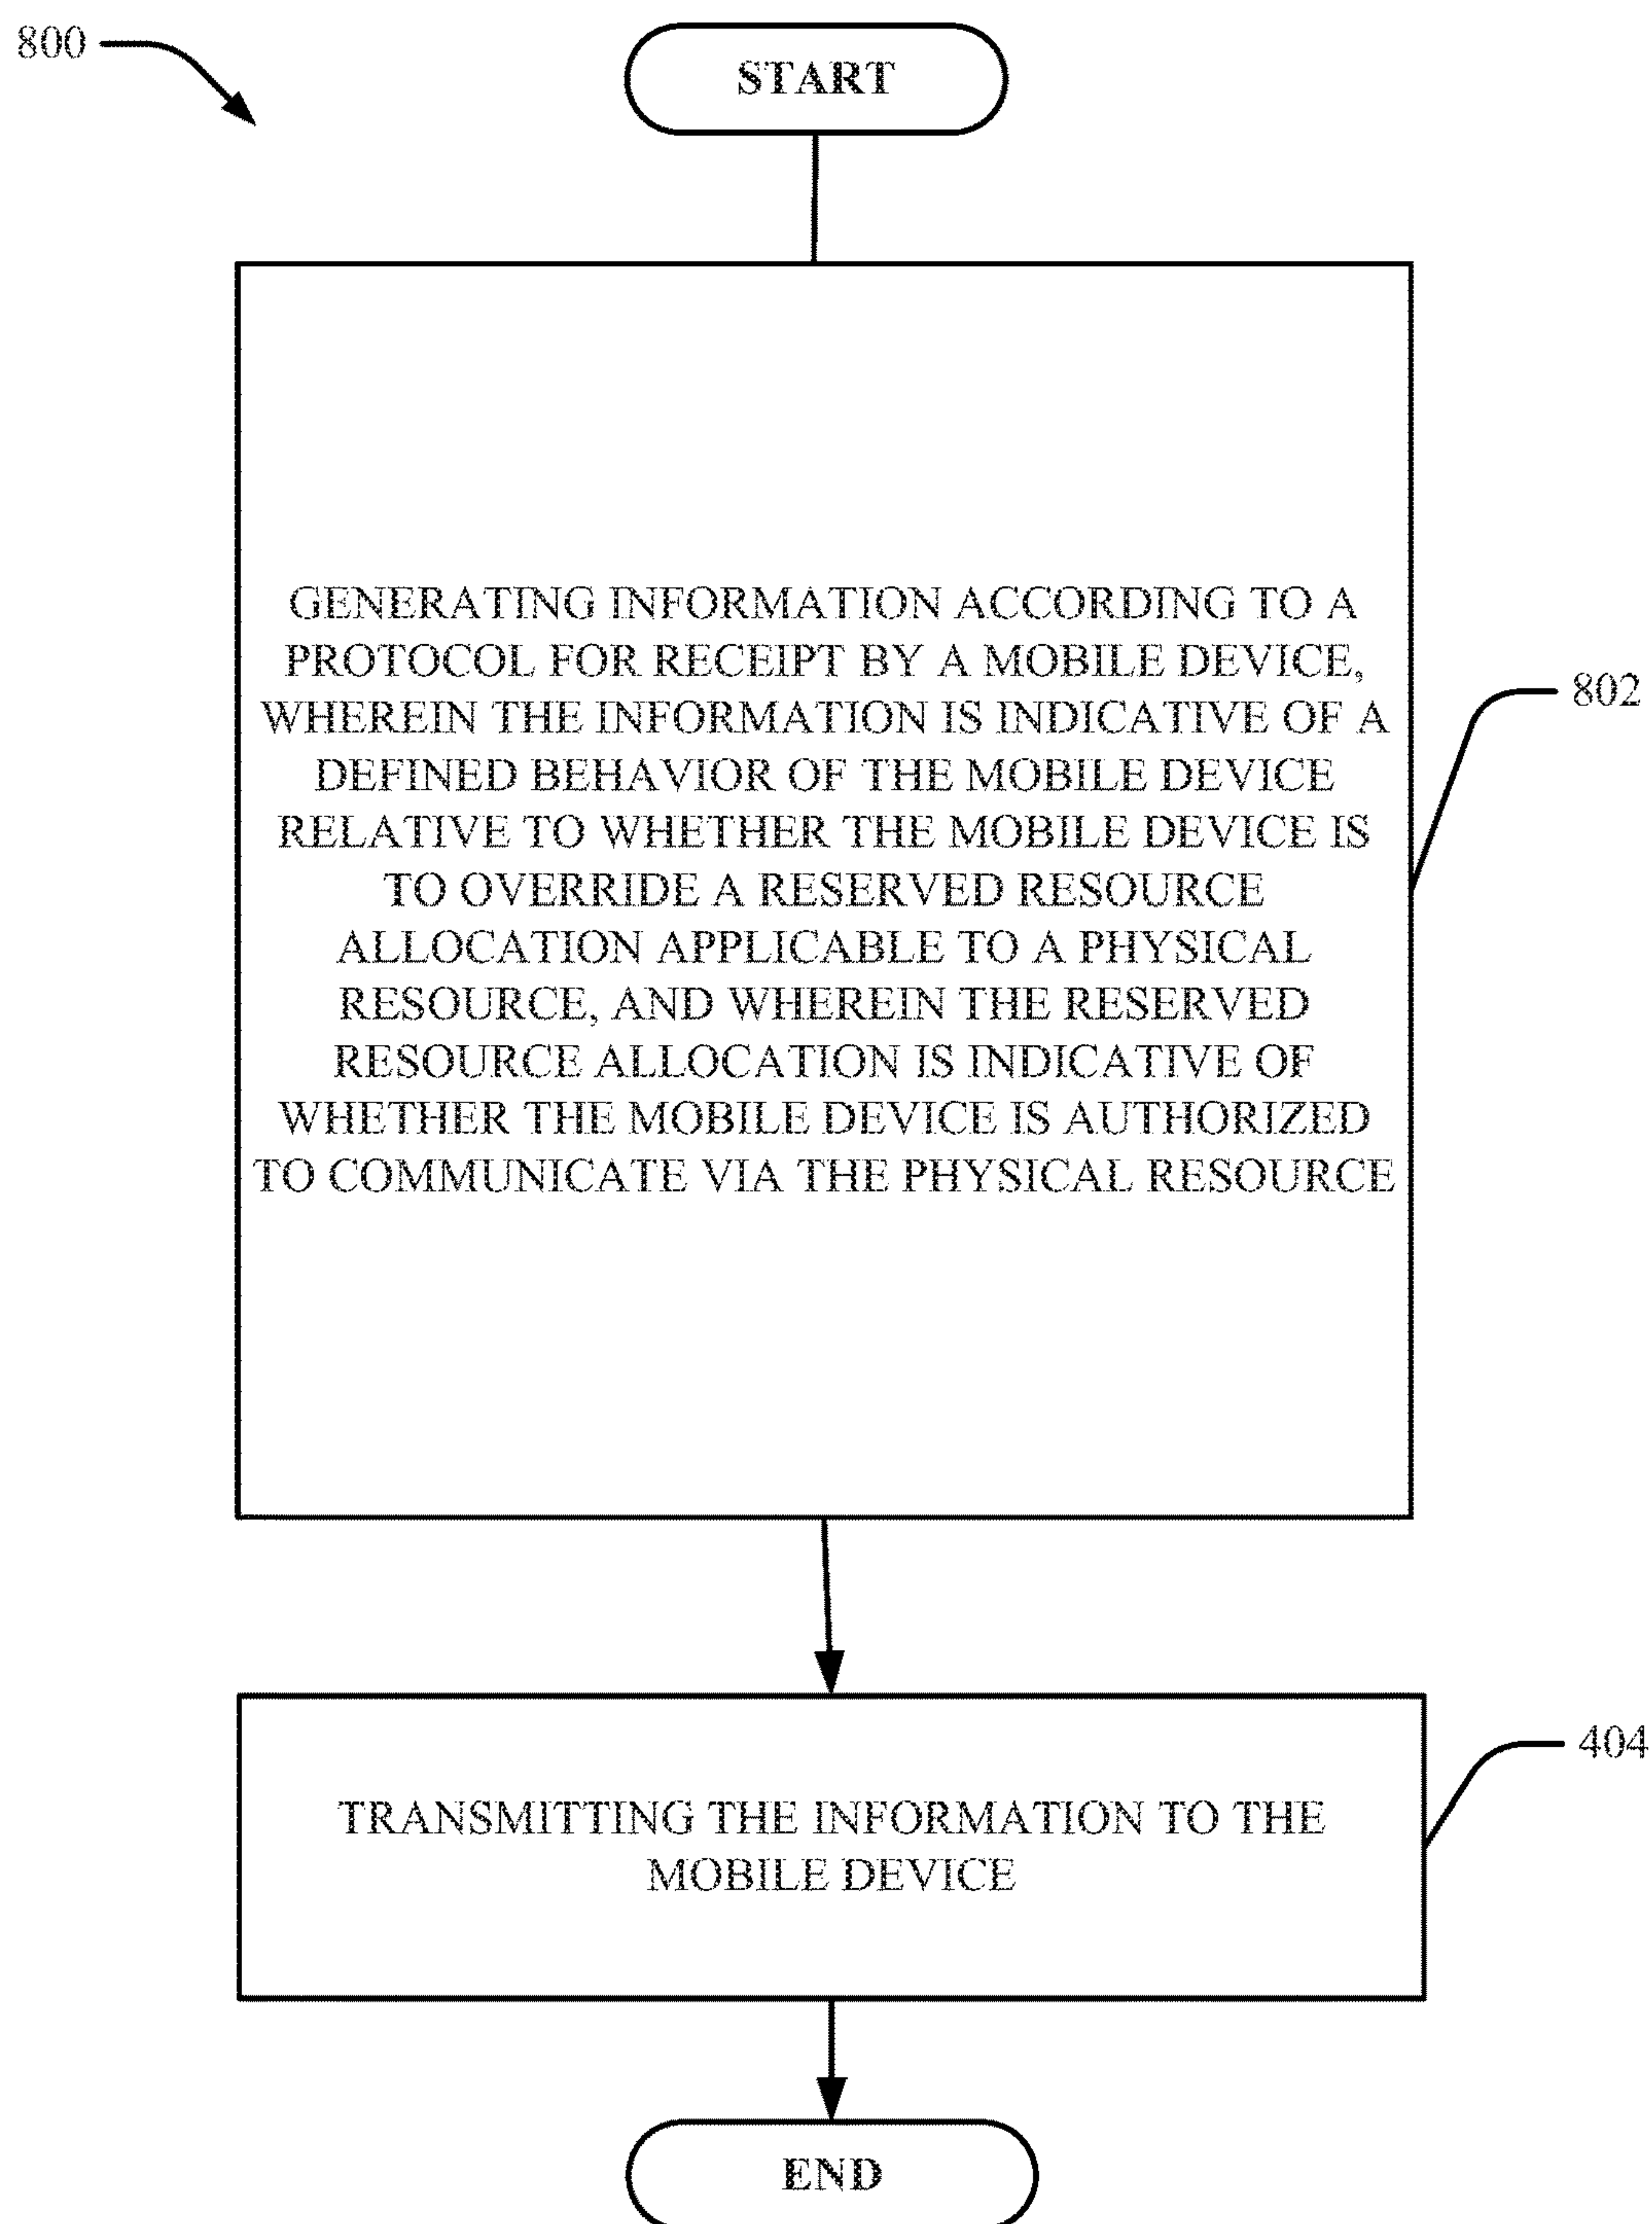 800
START
GENERATING INFORMATION ACCORDING TO A
PROTOCOL FOR RECEIPT BY A MOBILE DEVICE,
WHEREIN THE INFORMATION IS INDICATIVE OF A
DEFINED BEHAVIOR OF THE MOBILE DEVICE
RELATIVE TO WHETHER THE MOBILE DEVICE IS
TO OVERRIDE A RESERVED RESOURCE
ALLOCATION APPLICABLE TO A PHYSICAL
RESOURCE, AND WHEREIN THE RESERVED
RESOURCE ALLOCATION IS INDICATIVE OF
WHETHER THE MOBILE DEVICE IS AUTHORIZED
TO COMMUNICATE VIA THE PHYSICAL RESOURCE
802
TRANSMITTING THE INFORMATION TO THE
MOBILE DEVICE
404
END